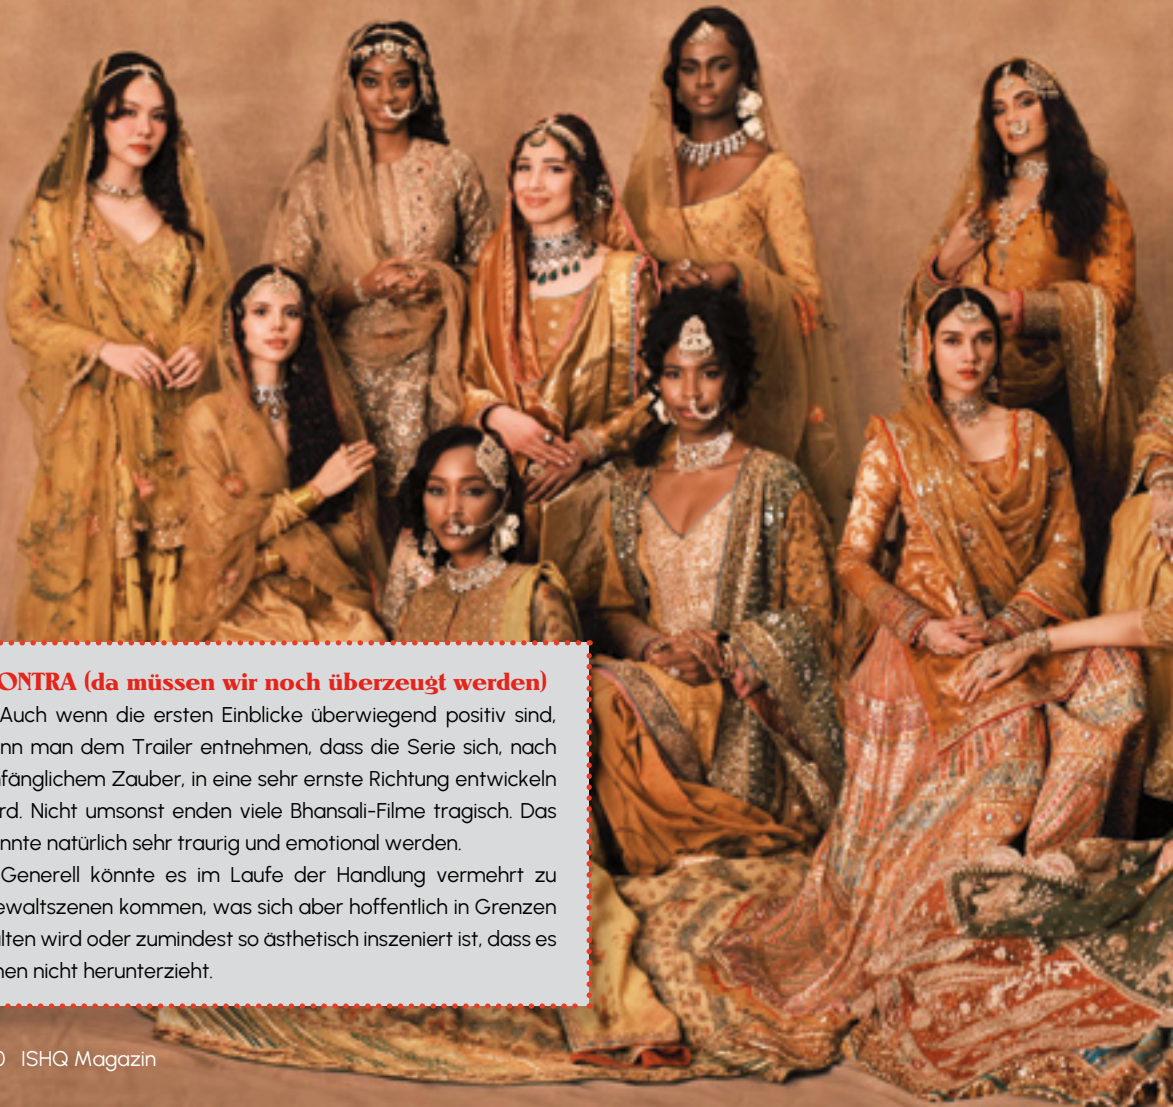 ONTRA (da müssen wir noch überzeugt werden)
Auch wenn die ersten Einblicke überwiegend positiv sind,
nn man dem Trailer entnehmen, dass die Serie sich, nach
fänglichem Zauber, in eine sehr ernste Richtung entwickeln
rd. Nicht umsonst enden viele Bhansali-Filme tragisch. Das
nnte natürlich sehr traurig und emotional werden.
Generell könnte es im Laufe der Handlung vermehrt zu
ewaltszenen kommen, was sich aber hoffentlich in Grenzen
lten wird oder zumindest so ästhetisch inszeniert ist, dass es
nen nicht herunterzieht.
0 ISHQ Magazin